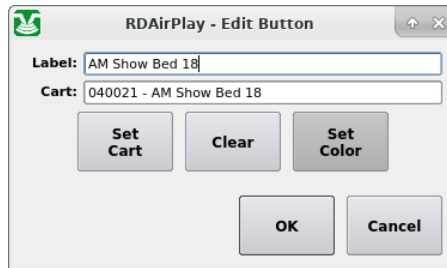 RDAirPlay - Edit Button
Label: AM Show Bed 18
Cart: 040021 - AM Show Bed 18
Set Cart
Clear
Set Color
OK
Cancel